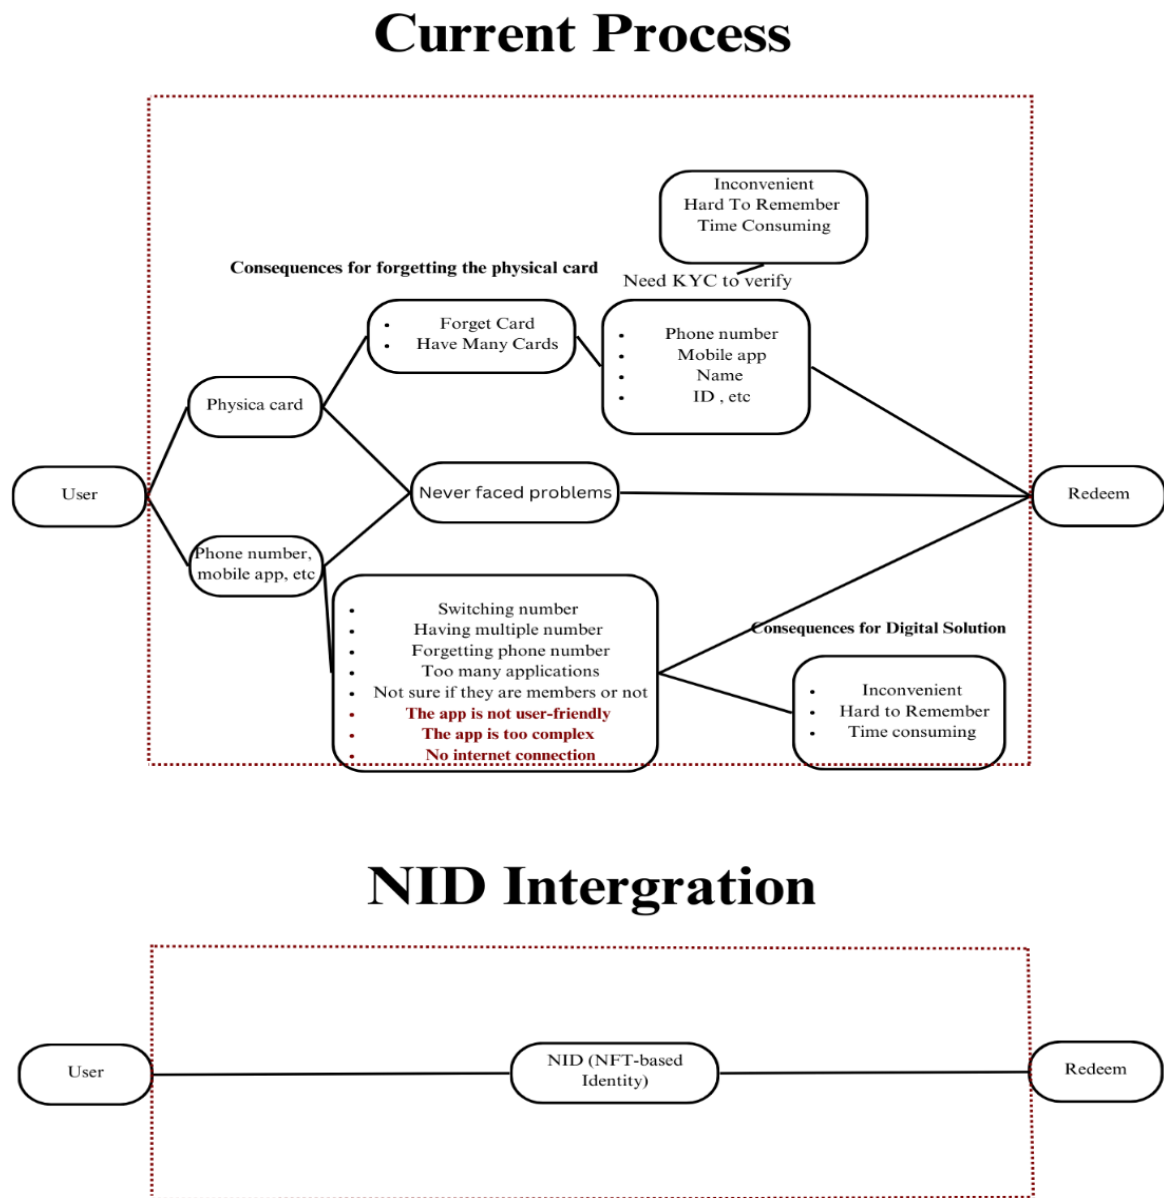 Current Process
Inconvenient
Hard To Remember
Time Consuming
Consequences for forgetting the physical card
Need KYC to verify
• Forget Card
• Have Many Cards
• Phone number
• Mobile app
• Name
• ID , etc
Physica card
User
Never faced problems
Redeem
Phone number,
mobile app, etc
• Switching number
• Having multiple number
• Forgetting phone number
• Too many applications
• Not sure if they are members or not
• The app is not user-friendly
• The app is too complex
• No internet connection
Consequences for Digital Solution
• Inconvenient
• Hard to Remember
• Time consuming
NID Intergration
User
NID (NFT-based
Identity)
Redeem